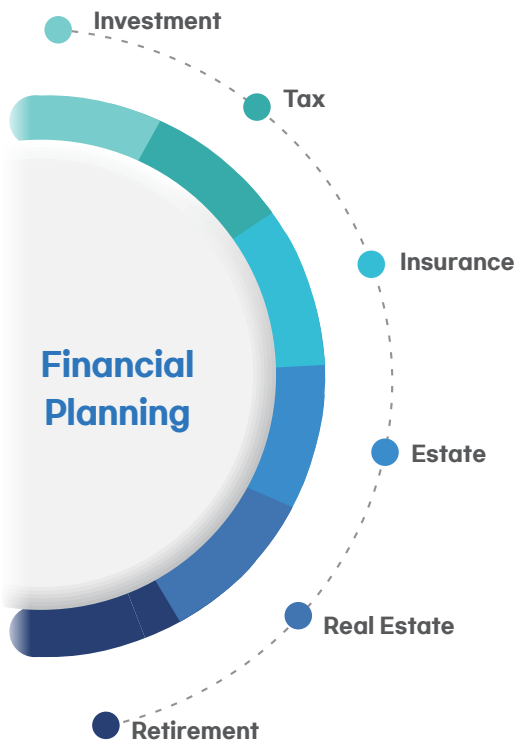 Investment
Tax
Insurance
Financial
Planning
Estate
Real Estate
Retirement